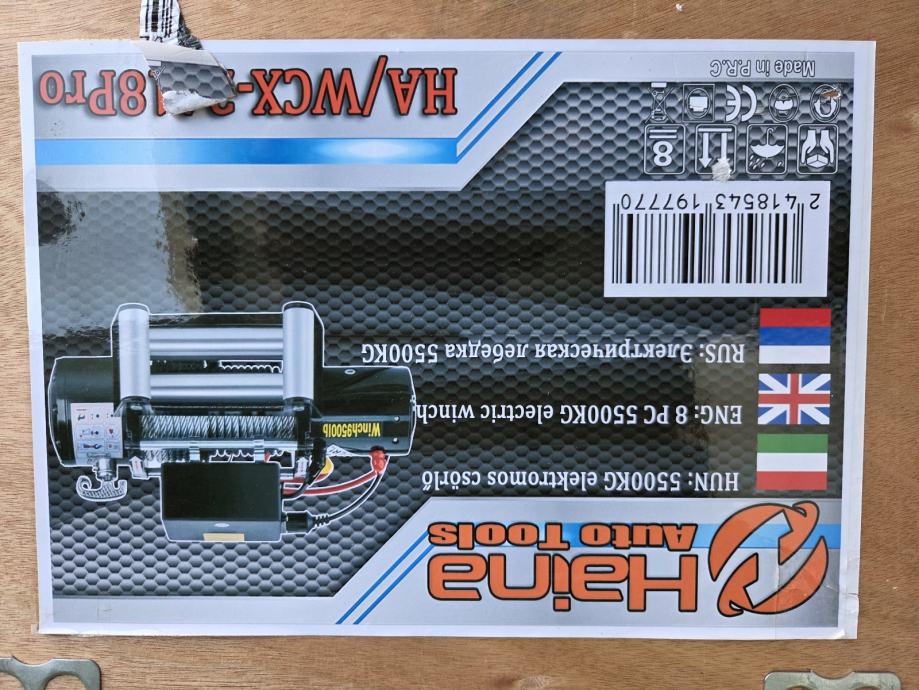 Haina
Auto Tools
HUN: 5500KG elektromos csörlő
ENG: 8 PC 5500KG electric winch
RUS: Электрическая лебедка 5500KG
Winch9500lb
2 418543 197770
8
CE
Made in P.R.C
HA/WCX- 8Pro